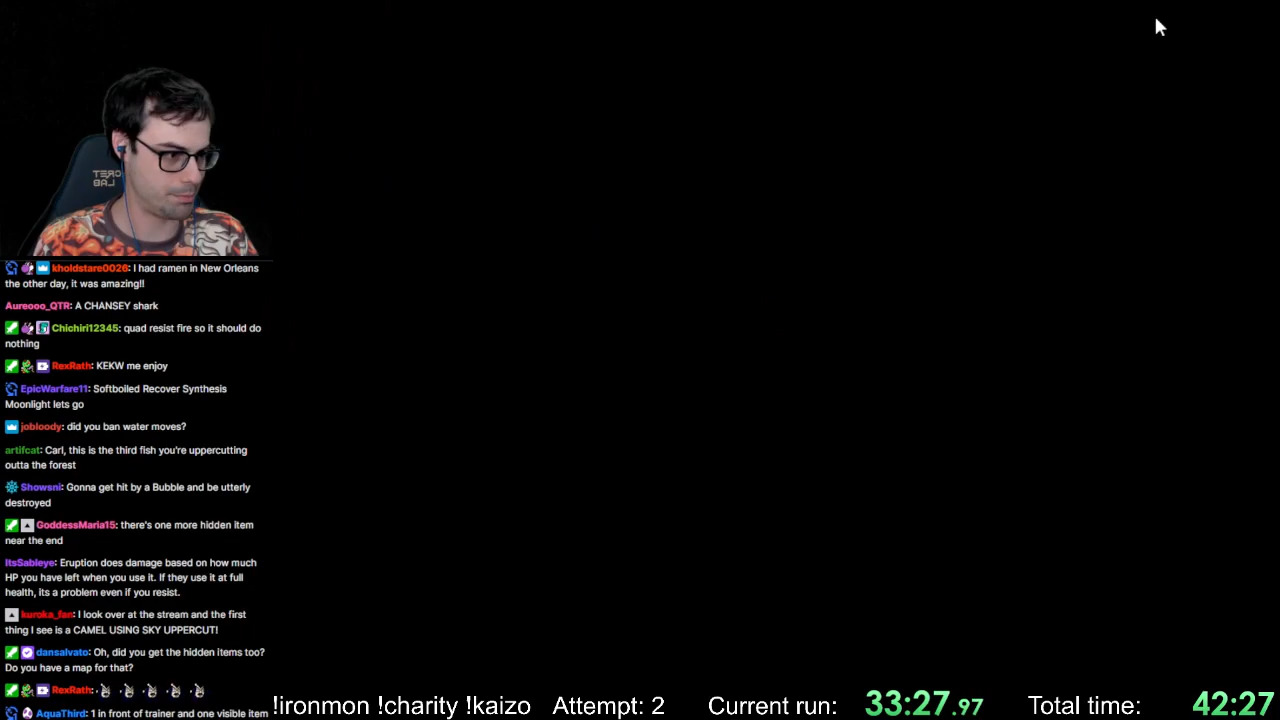 kholdstare0026: I had ramen in New Orleans
the other day, it was amazing!!
Aureooo_QTR: A CHANSEY shark
Chichiri12345: quad resist fire so it should do
nothing
RexRath: KEKW me enjoy
EpicWarfare11: Softboiled Recover Synthesis
Moonlight lets go
jobloody: did you ban water moves?
artifcat: Carl, this is the third fish you're uppercutting
outta the forest
Showsni: Gonna get hit by a Bubble and be utterly
destroyed
GoddessMaria15: there's one more hidden item
near the end
ItsSableye: Eruption does damage based on how much
HP you have left when you use it. If they use it at full
health, its a problem even if you resist.
kuroka_fan: I look over at the stream and the first
thing I see is a CAMEL USING SKY UPPERCUT!
dansalvato: Oh, did you get the hidden items too?
Do you have a map for that?
RexRath:
AquaThird: 1 in front of trainer and one visible item
!ironmon !charity !kaizo Attempt: 2 Current run: 33:27.97 Total time: 42:27